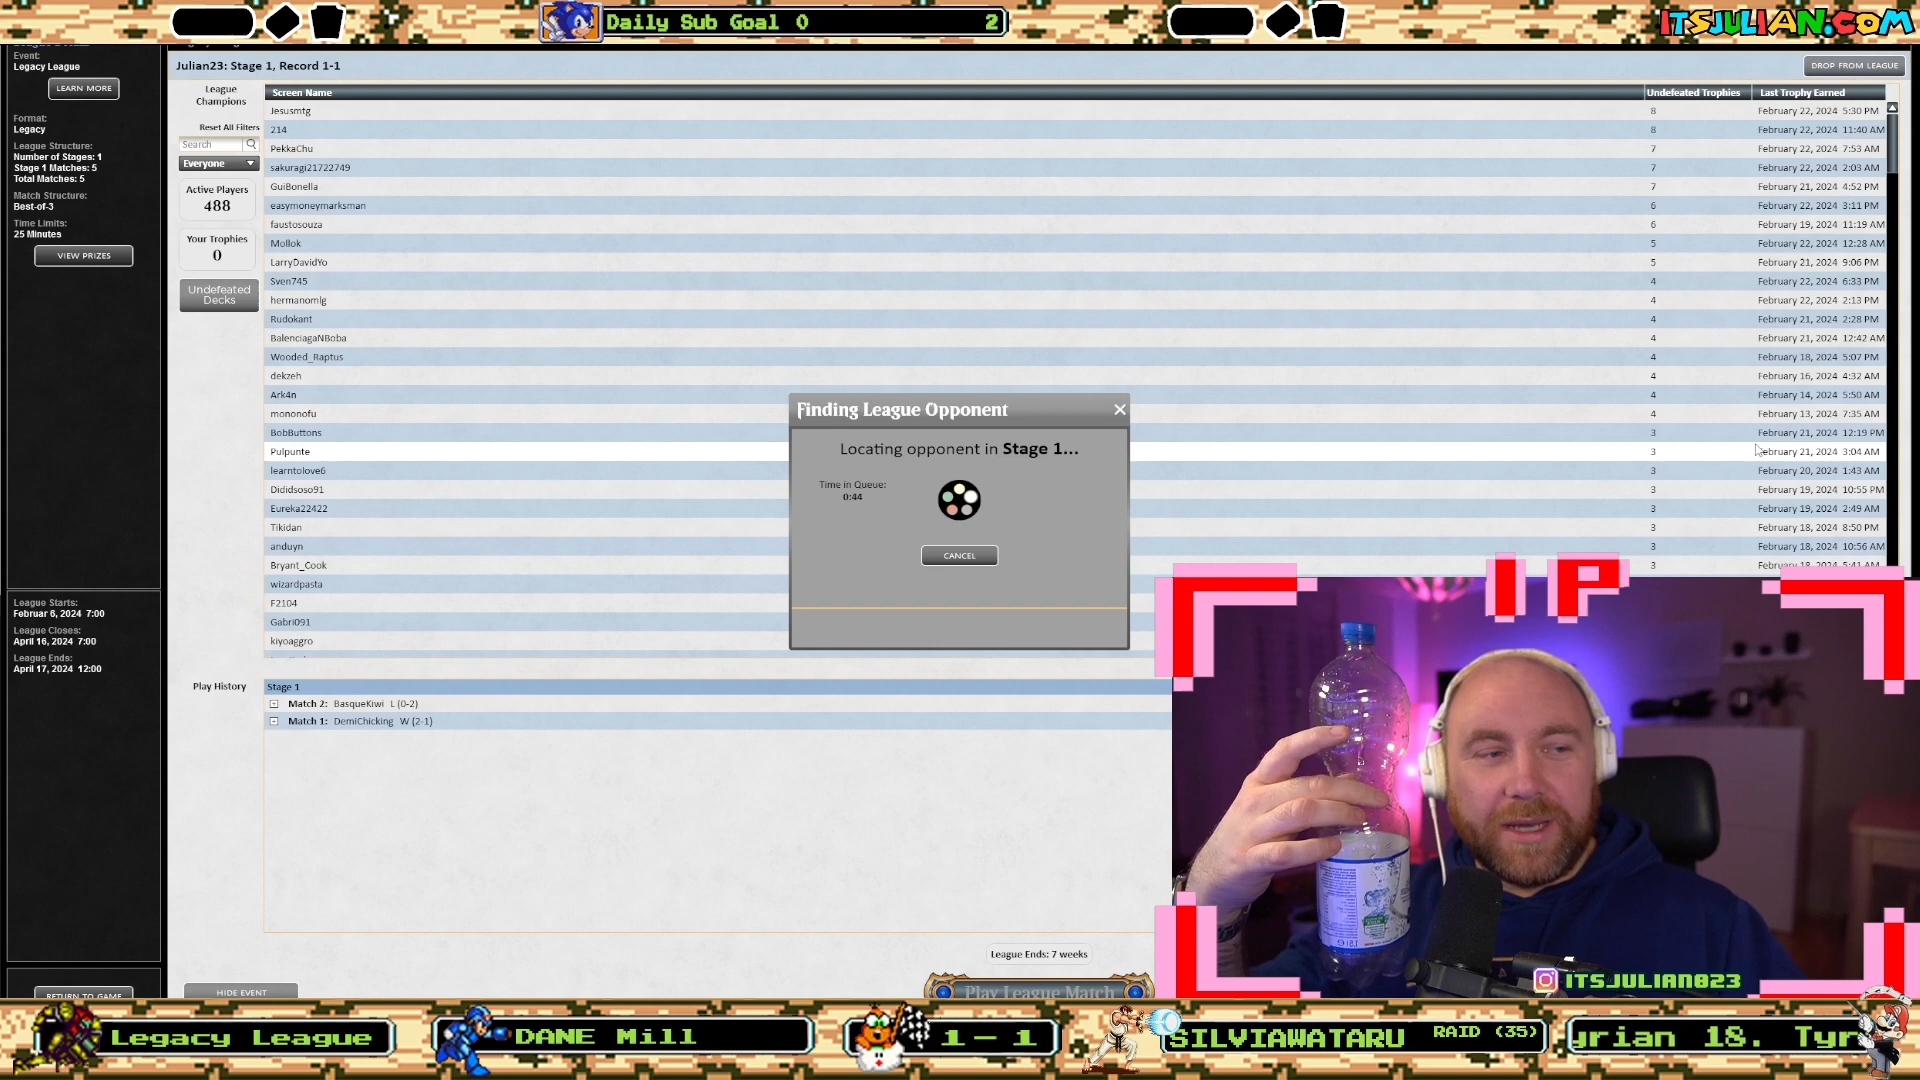 Daily Sub Goal 0 2
ITSJULIAN.COM
Event:
Legacy League
LEARN MORE
Format:
Legacy
League Structure:
Number of Stages: 1
Stage 1 Matches: 5
Total Matches: 5
Match Structure:
Best-of-3
Time Limits:
25 Minutes
VIEW PRIZES
League Starts:
Februar 6, 2024 7:00
League Closes:
April 16, 2024 7:00
League Ends:
April 17, 2024 12:00
RETURN TO GAME
Julian23: Stage 1, Record 1-1
DROP FROM LEAGUE
League Champions
Reset All Filters
Search
Everyone
Active Players
488
Your Trophies
0
Undefeated Decks
Screen Name Undefeated Trophies Last Trophy Earned
Jesusmtg 8 February 22, 2024 5:30 PM
214 8 February 22, 2024 11:40 AM
PekkaChu 7 February 22, 2024 7:53 AM
sakuragi21722749 7 February 22, 2024 2:03 AM
GuiBonella 7 February 21, 2024 4:52 PM
easymoneymarksman 6 February 22, 2024 3:11 PM
faustosouza 6 February 19, 2024 11:19 AM
Mollok 5 February 22, 2024 12:28 AM
LarryDavidYo 5 February 21, 2024 9:06 PM
Sven745 4 February 22, 2024 6:33 PM
hermanomlg 4 February 22, 2024 2:13 PM
Rudokant 4 February 21, 2024 2:28 PM
BalenciagaNBoba 4 February 21, 2024 12:42 AM
Wooded_Raptus 4 February 18, 2024 5:07 PM
dekzeh 4 February 16, 2024 4:32 AM
Ark4n 4 February 14, 2024 5:50 AM
mononofu 4 February 13, 2024 7:35 AM
BobButtons 3 February 21, 2024 12:19 PM
Pulpunte 3 February 21, 2024 3:04 AM
learntolove6 3 February 20, 2024 1:43 AM
Dididsoso91 3 February 19, 2024 10:55 PM
Eureka22422 3 February 19, 2024 2:49 AM
Tikidan 3 February 18, 2024 8:50 PM
anduyn 3 February 18, 2024 10:56 AM
Bryant_Cook 3 February 18, 2024 5:41 AM
wizardpasta
F2104
Gabri091
kiyoaggro
Finding League Opponent
Locating opponent in Stage 1...
Time in Queue:
0:44
CANCEL
Play History
Stage 1
Match 2: BasqueKiwi L (0-2)
Match 1: DemiChicking W (2-1)
League Ends: 7 weeks
HIDE EVENT
Play League Match
1P
ITSJULIAN823
Legacy League
DANE Mill
1 - 1
SILVIAWATARU RAID (35)
yrian 18. Tyr